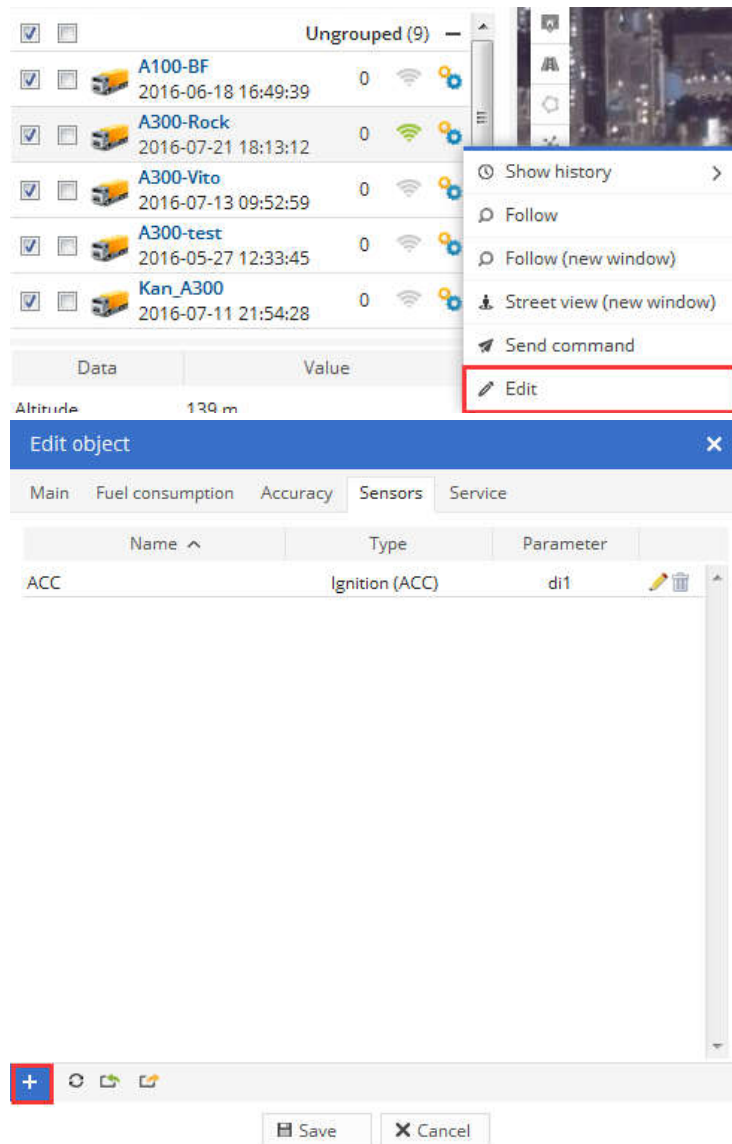 Ungrouped (9)
A100-BF
2016-06-18 16:49:39
0
A300-Rock
2016-07-21 18:13:12
0
A300-Vito
2016-07-13 09:52:59
0
A300-test
2016-05-27 12:33:45
0
Kan_A300
2016-07-11 21:54:28
0
Show history
Follow
Follow (new window)
Street view (new window)
Send command
Edit
Data Value
Altitude 139 m
Edit object
Main Fuel consumption Accuracy Sensors Service
Name Type Parameter
ACC Ignition (ACC) di1
Save Cancel